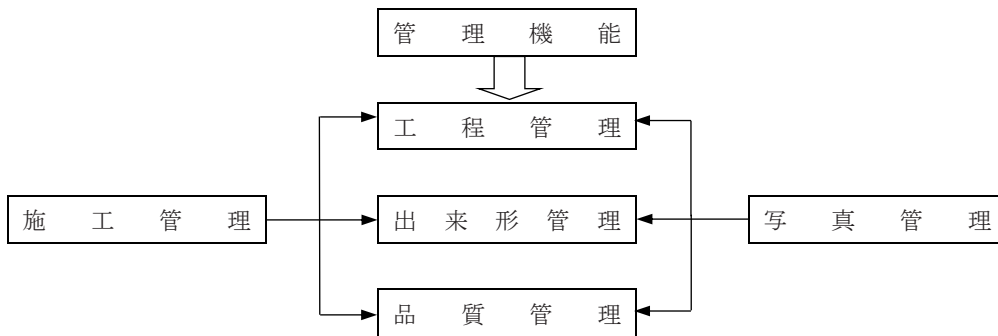 管理機能
工程管理
施工管理
出来形管理
写真管理
品質管理